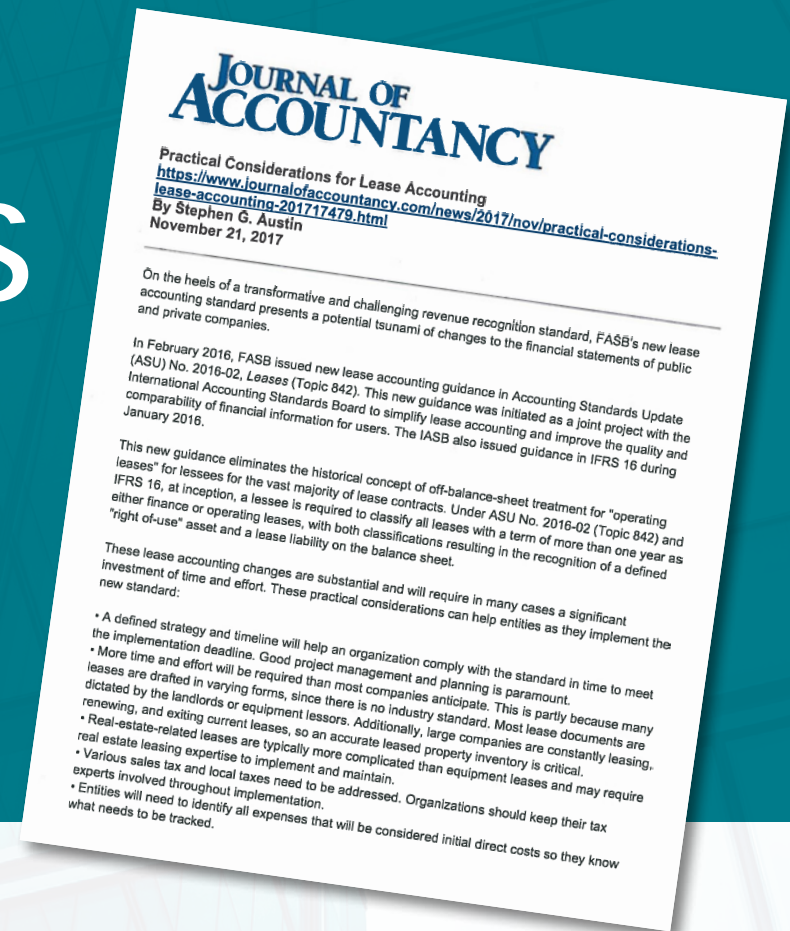 S
JOURNAL OF
ACCOUNTANCY
Practical Considerations for Lease Accounting
https://www.journalofaccountancy.com/news/2017/nov/practical-considerations-
lease-accounting-201717479.html
By Stephen G. Austin
November 21, 2017
On the heels of a transformative and challenging revenue recognition standard, FASB's new lease
accounting standard presents a potential tsunami of changes to the financial statements of public
and private companies.
In February 2016, FASB issued new lease accounting guidance in Accounting Standards Update
(ASU) No. 2016-02, Leases (Topic 842). This new guidance was initiated as a joint project with the
International Accounting Standards Board to simplify lease accounting and improve the quality and
comparability of financial information for users. The IASB also issued guidance in IFRS 16 during
January 2016.
This new guidance eliminates the historical concept of off-balance-sheet treatment for "operating
leases" for lessees for the vast majority of lease contracts. Under ASU No. 2016-02 (Topic 842) and
IFRS 16, at inception, a lessee is required to classify all leases with a term of more than one year as
either finance or operating leases, with both classifications resulting in the recognition of a defined
"right of-use" asset and a lease liability on the balance sheet.
These lease accounting changes are substantial and will require in many cases a significant
investment of time and effort. These practical considerations can help entities as they implement the
new standard:
• A defined strategy and timeline will help an organization comply with the standard in time to meet
the implementation deadline. Good project management and planning is paramount.
• More time and effort will be required than most companies anticipate. This is partly because many
leases are drafted in varying forms, since there is no industry standard. Most lease documents are
dictated by the landlords or equipment lessors. Additionally, large companies are constantly leasing,
renewing, and exiting current leases, so an accurate leased property inventory is critical.
• Real-estate-related leases are typically more complicated than equipment leases and may require
real estate leasing expertise to implement and maintain.
• Various sales tax and local taxes need to be addressed. Organizations should keep their tax
experts involved throughout implementation.
• Entities will need to identify all expenses that will be considered initial direct costs so they know
what needs to be tracked.